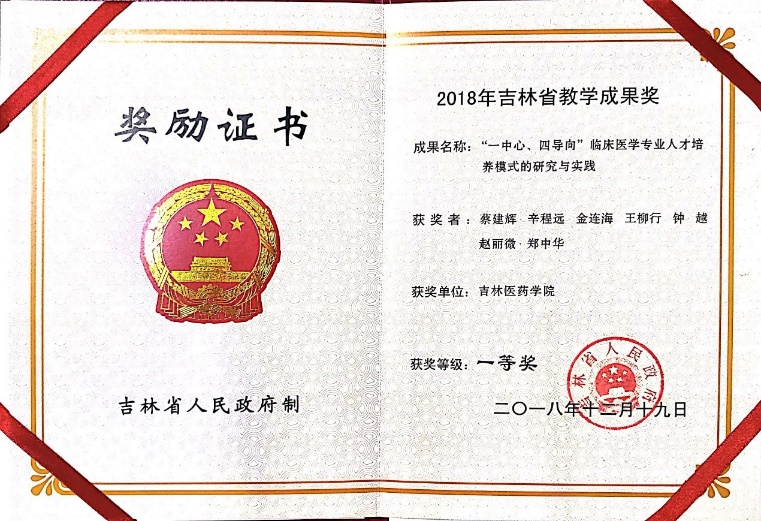 奖励证书
吉林省人民政府制
2018年吉林省教学成果奖
成果名称：“一中心、四导向”临床医学专业人才培
养模式的研究与实践
获奖者：蔡建辉 辛程远 金连海 王柳行 钟越
赵丽微 郑中华
获奖单位：吉林医药学院
获奖等级：一等奖
吉林省人民政府
二〇一八年十二月十九日